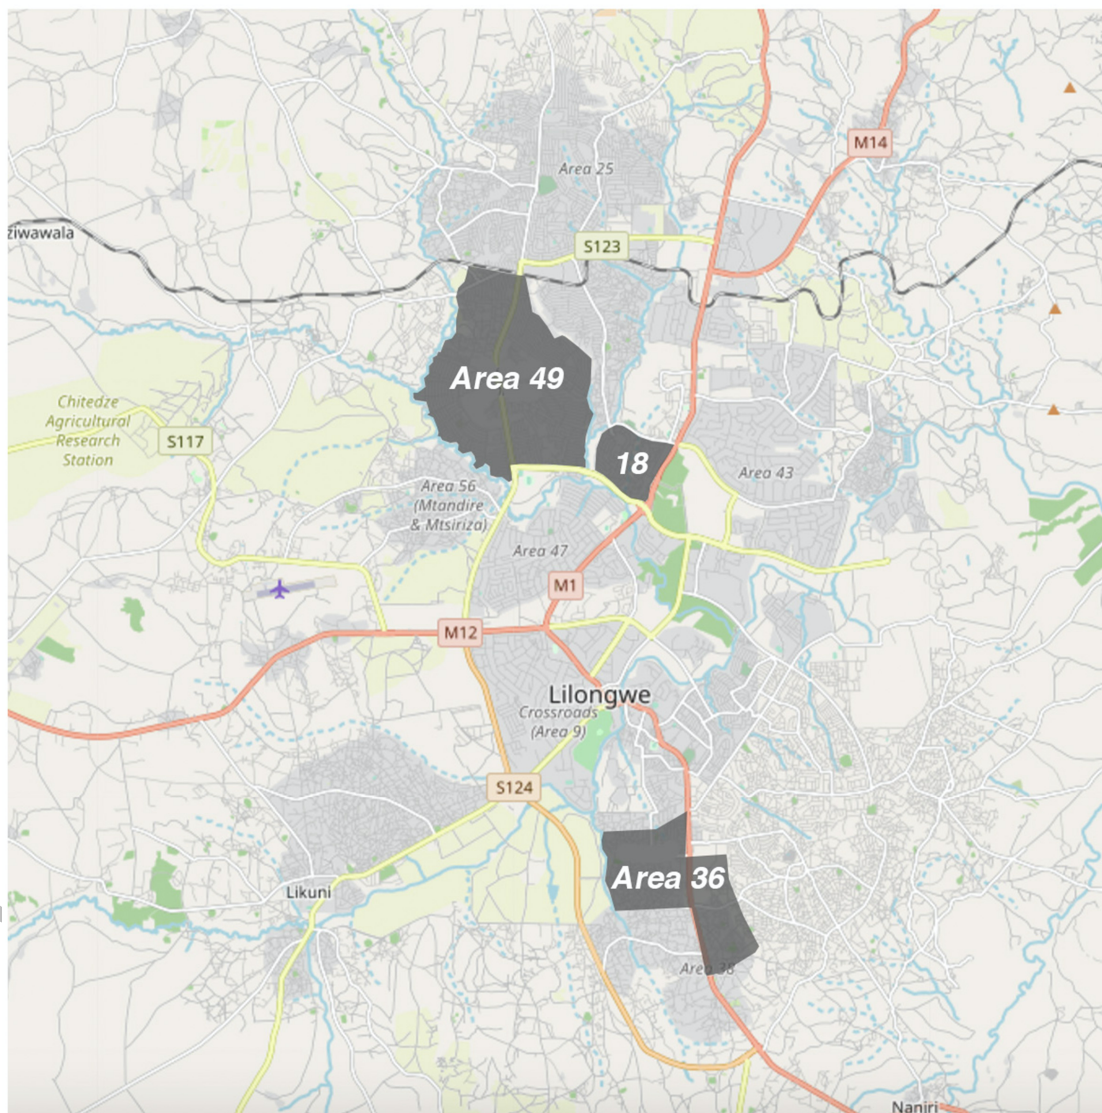 M14
Area 25
ziwawala
S123
Area 49
Chitedze
Agricultural
Research
Station
S117
18
Area 43
Area 56
(Mtandire
& Mtsiriza)
Area 47
M1
M12
Lilongwe
Crossroads
(Area 9)
S124
Area 36
Likuni
Area 38
Nanjiri